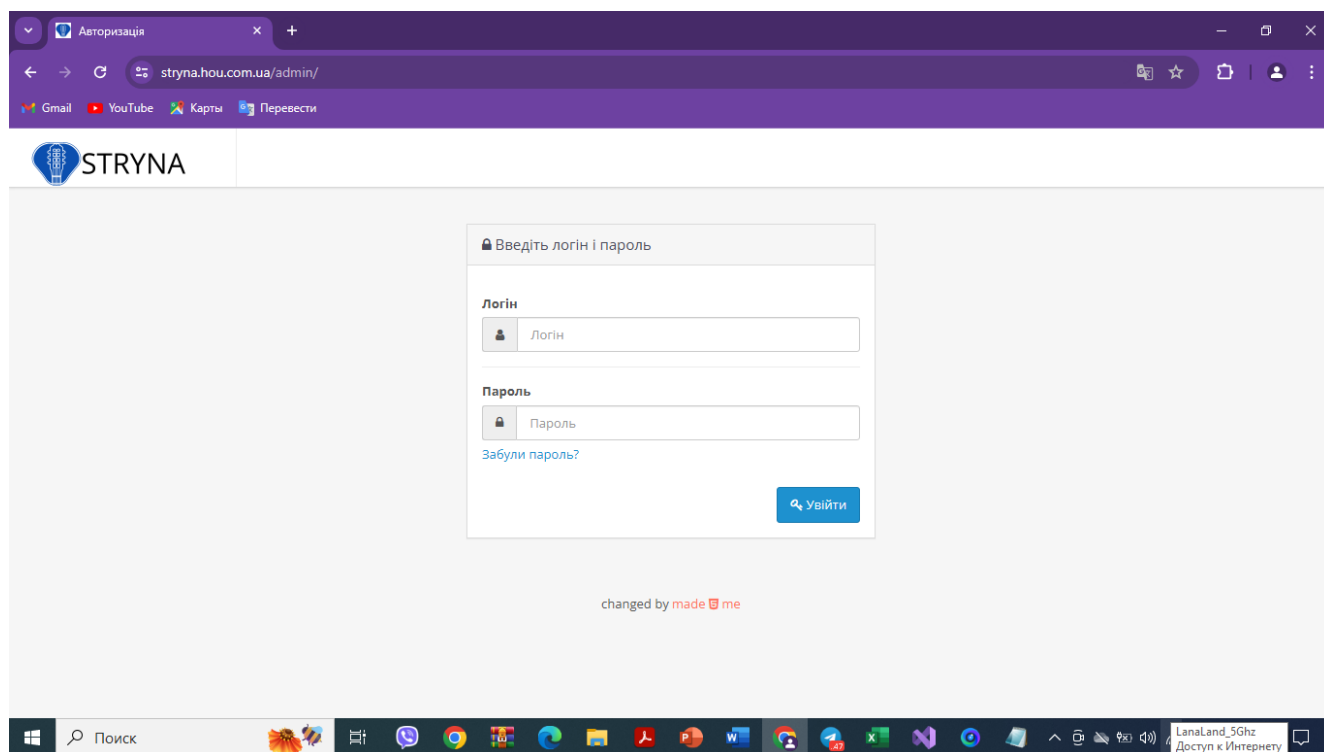 Авторизація
stryna.hou.com.ua/admin/
Gmail YouTube Карты Перевести
STRYNA
Введіть логін і пароль
Логін
Логін
Пароль
Пароль
Забули пароль?
Увійти
changed by made me
Поиск
47
LanaLand_5Ghz
Доступ к Интернету